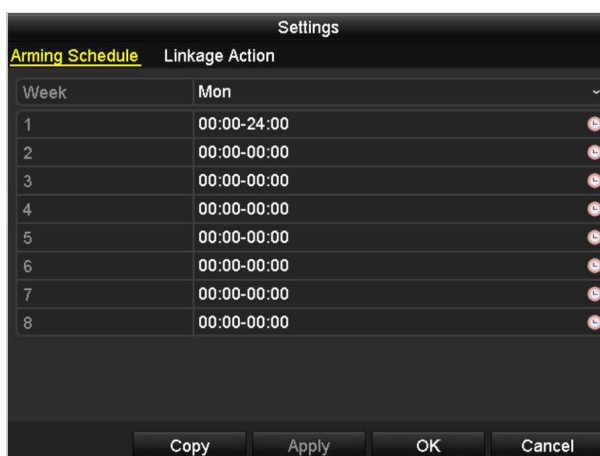 Settings
Arming Schedule Linkage Action
Week Mon
1 00:00-24:00
2 00:00-00:00
3 00:00-00:00
4 00:00-00:00
5 00:00-00:00
6 00:00-00:00
7 00:00-00:00
8 00:00-00:00
Copy Apply OK Cancel